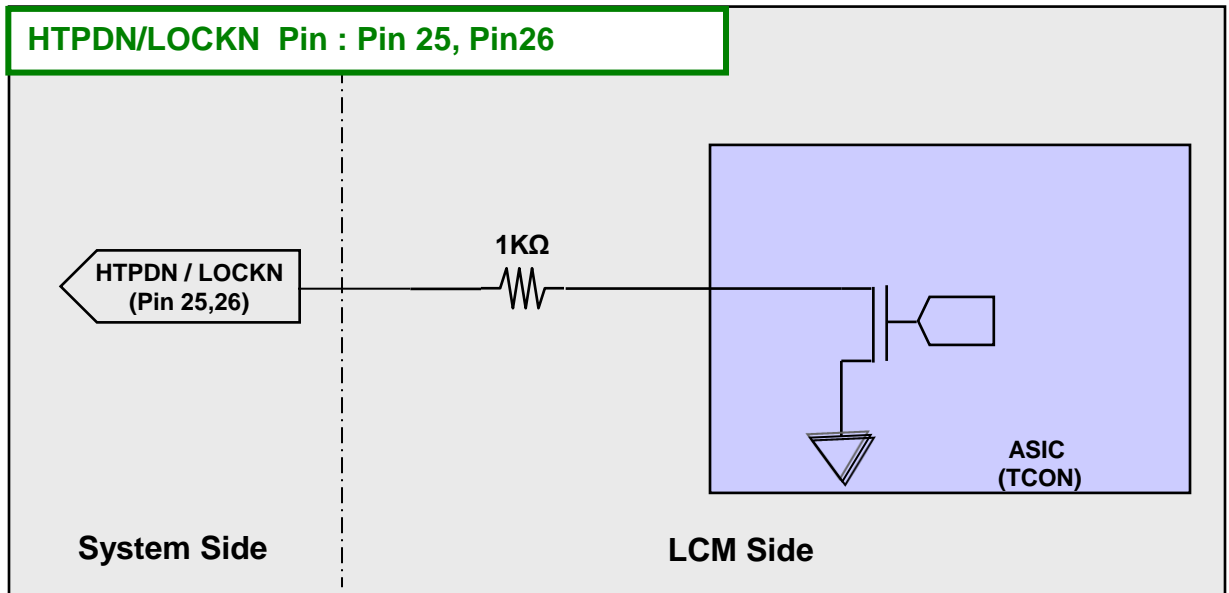 HTPDN/LOCKN Pin : Pin 25, Pin26
1KΩ
HTPDN / LOCKN
(Pin 25,26)
ASIC
(TCON)
System Side
LCM Side